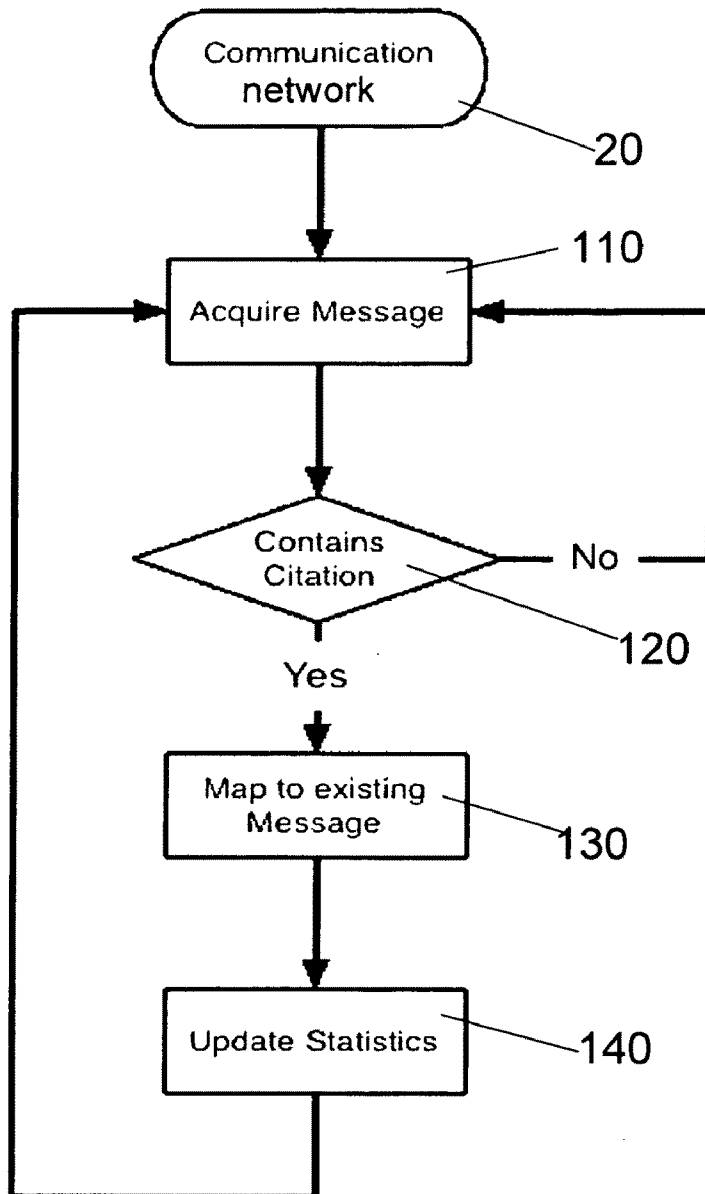 Communication
network
20
110
Acquire Message
Contains
Citation
No
120
Yes
Map to existing
Message
130
Update Statistics
140